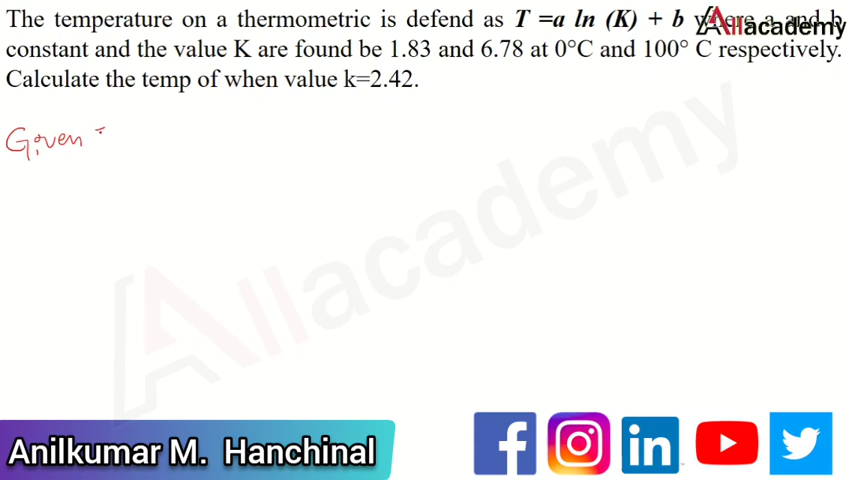 The temperature on a thermometric is defend as T =a ln (K) + b where a and b
Allacademy
constant and the value K are found be 1.83 and 6.78 at 0°C and 100° C respectively.
Calculate the temp of when value k=2.42.
Given :
Allacademy
Anilkumar M. Hanchinal